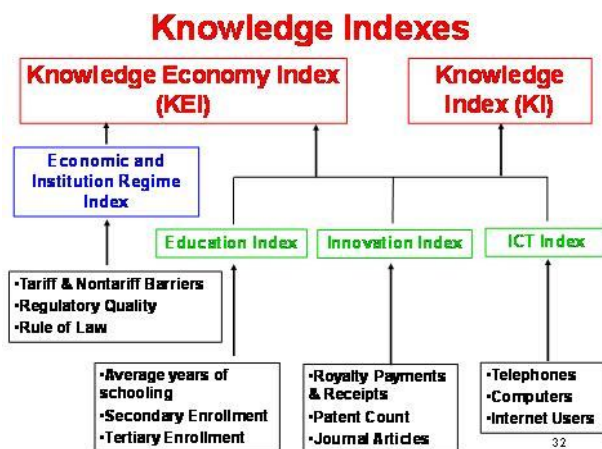 Knowledge Indexes
Knowledge Economy Index
(KEI)
Knowledge
Index (KI)
Economic and
Institution Regime
Index
Education Index
Innovation Index
ICT Index
•Tariff & Nontariff Barriers
•Regulatory Quality
•Rule of Law
•Average years of
schooling
•Secondary Enrollment
•Tertiary Enrollment
•Royalty Payments
& Receipts
•Patent Count
•Journal Articles
•Telephones
•Computers
•Internet Users
32